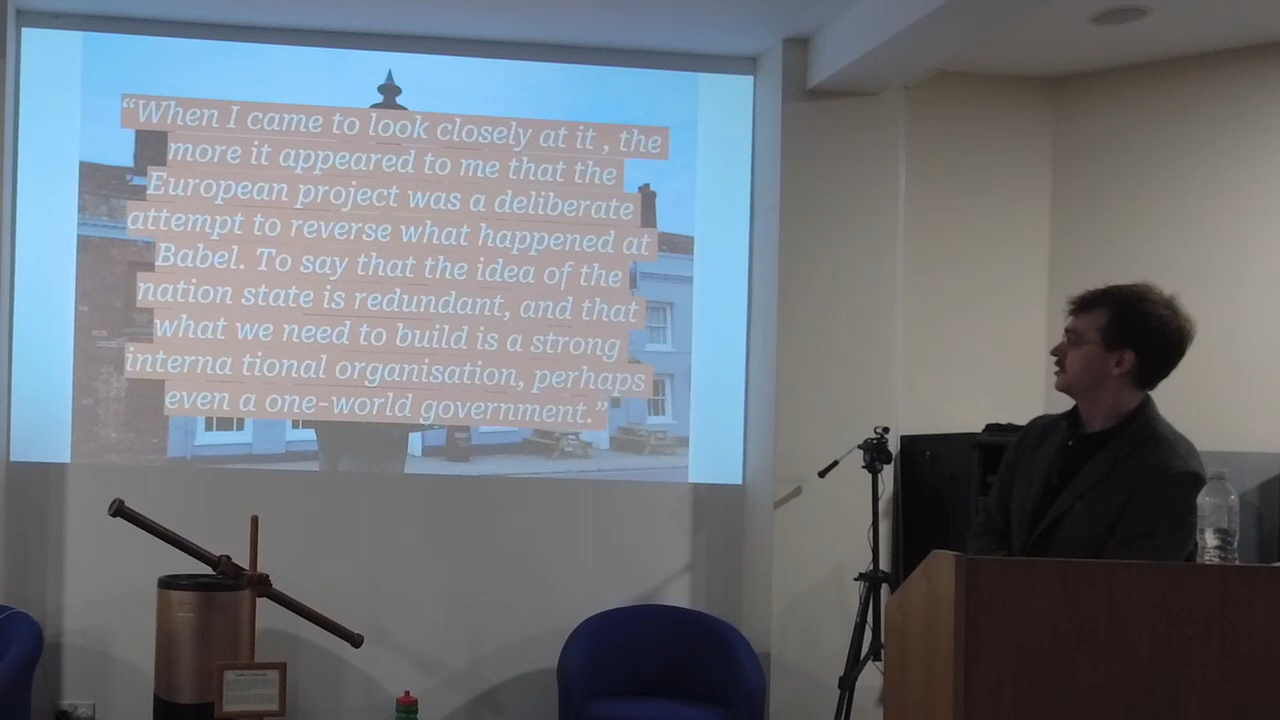 “When I came to look closely at it , the
more it appeared to me that the
European project was a deliberate
attempt to reverse what happened at
Babel. To say that the idea of the
nation state is redundant, and that
what we need to build is a strong
interna tional organisation, perhaps
even a one-world government.”